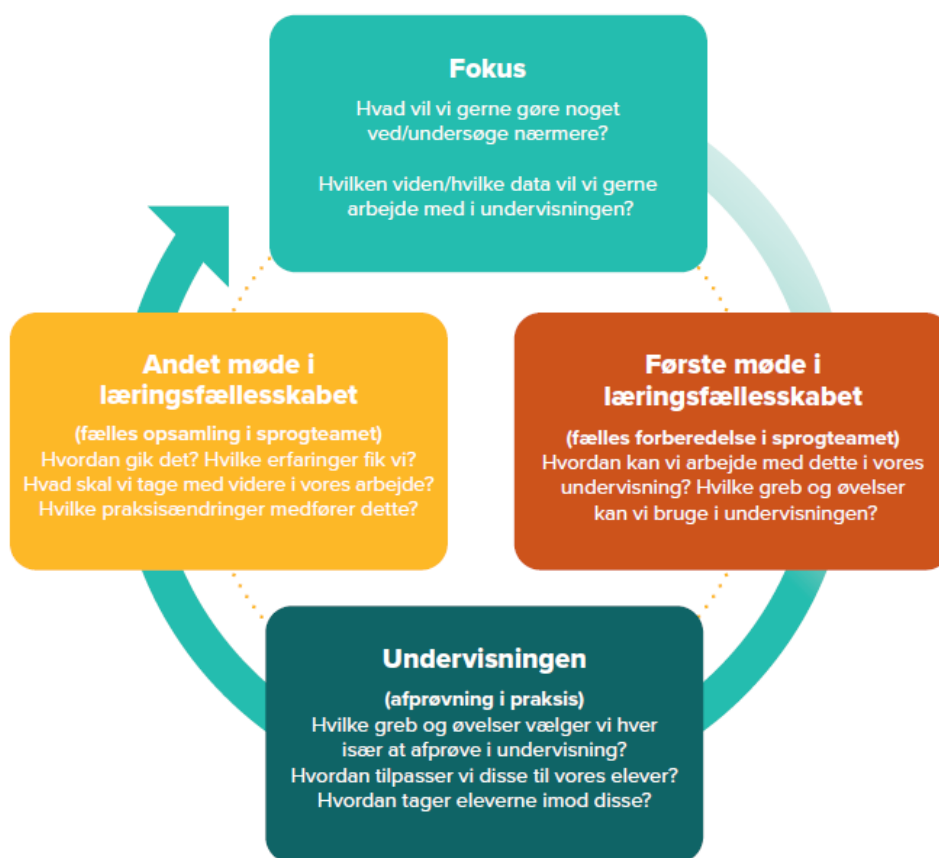 Fokus
Hvad vil vi gerne gøre noget
ved/undersøge nærmere?
Hvilken viden/hvilke data vil vi gerne
arbejde med i undervisningen?
Første møde i
læringsfællesskabet
(fælles forberedelse i sprogteamet)
Hvordan kan vi arbejde med dette i vores
undervisning? Hvilke greb og øvelser
kan vi bruge i undervisningen?
Undervisningen
(afprøvning i praksis)
Hvilke greb og øvelser vælger vi hver
især at afprøve i undervisning?
Hvordan tilpasser vi disse til vores elever?
Hvordan tager eleverne imod disse?
Andet møde i
læringsfællesskabet
(fælles opsamling i sprogteamet)
Hvordan gik det? Hvilke erfaringer fik vi?
Hvad skal vi tage med videre i vores arbejde?
Hvilke praksisændringer medfører dette?